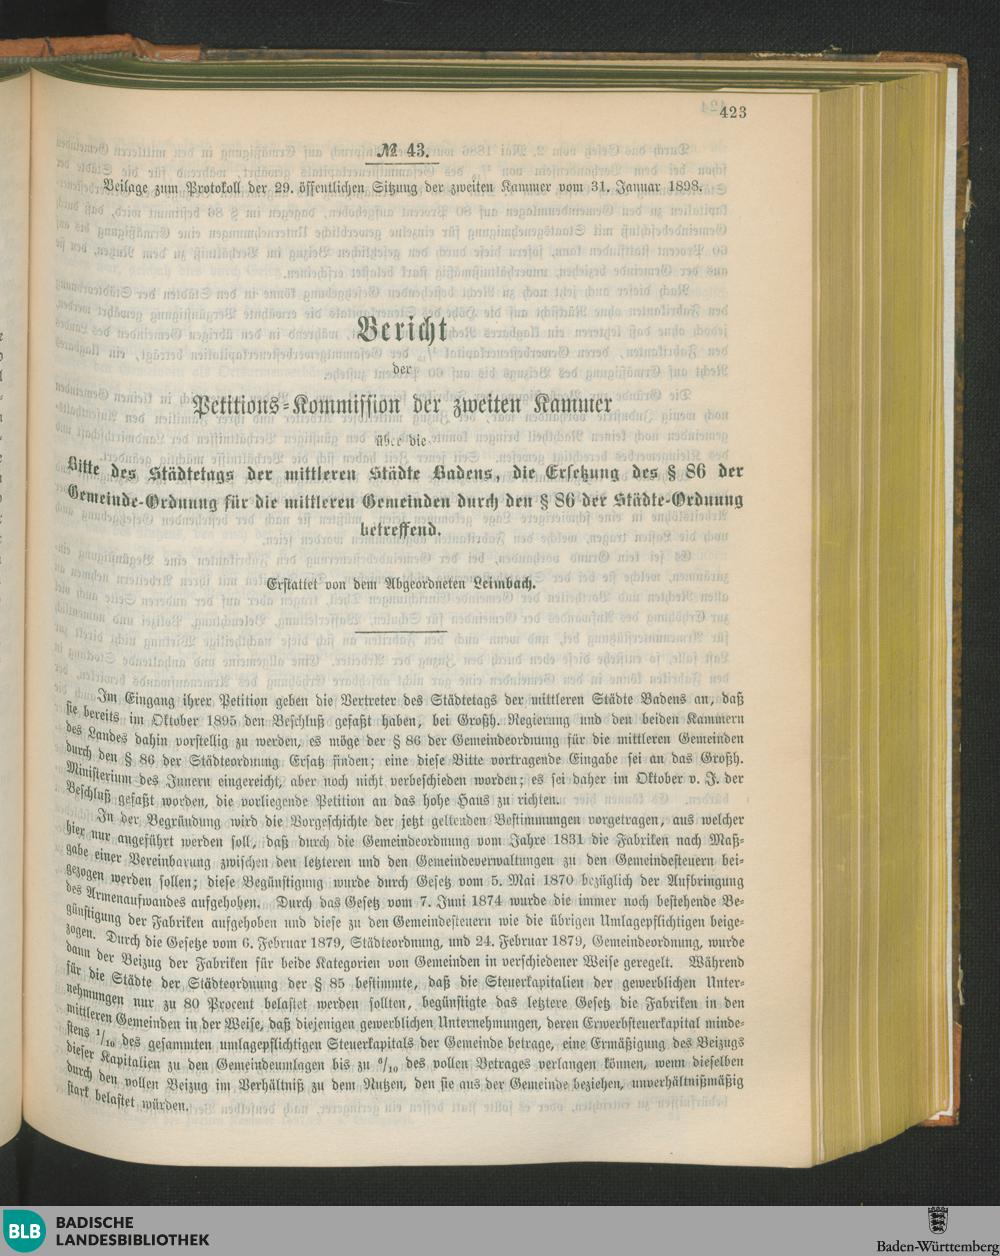 423
№ 43.
Beilage zum Protokoll der 29. öffentlichen Sitzung der zweiten Kammer vom 31. Januar 1898.
Bericht
der
Petitions-Kommission der zweiten Kammer
über die
Bitte des Städtetags der mittleren Städte Badens, die Ersetzung des § 86 der
Gemeinde-Ordnung für die mittleren Gemeinden durch den § 86 der Städte-Ordnung
betreffend.
Erstattet von dem Abgeordneten Leimbach.
Im Eingang ihrer Petition geben die Vertreter des Städtetags der mittleren Städte Badens an, daß
sie bereits im Oktober 1895 den Beschluß gefaßt haben, bei Großh. Regierung und den beiden Kammern
des Landes dahin vorstellig zu werden, es möge der § 86 der Gemeindeordnung für die mittleren Gemeinden
durch den § 86 der Städteordnung Ersatz finden; eine diese Bitte vortragende Eingabe sei an das Großh.
Ministerium des Innern eingereicht, aber noch nicht verbeschieden worden; es sei daher im Oktober v. J. der
Beschluß gefaßt worden, die vorliegende Petition an das hohe Haus zu richten.
In der Begründung wird die Vorgeschichte der jetzt geltenden Bestimmungen vorgetragen, aus welcher
hier nur angeführt werden soll, daß durch die Gemeindeordnung vom Jahre 1831 die Fabriken nach Maß-
gabe einer Vereinbarung zwischen den letzteren und den Gemeindeverwaltungen zu den Gemeindesteuern bei-
gezogen werden sollen; diese Begünstigung wurde durch Gesetz vom 5. Mai 1870 bezüglich der Aufbringung
des Armenaufwandes aufgehoben. Durch das Gesetz vom 7. Juni 1874 wurde die immer noch bestehende Be-
günstigung der Fabriken aufgehoben und diese zu den Gemeindesteuern wie die übrigen Umlagepflichtigen beige-
zogen. Durch die Gesetze vom 6. Februar 1879, Städteordnung, und 24. Februar 1879, Gemeindeordnung, wurde
dann der Beizug der Fabriken für beide Kategorien von Gemeinden in verschiedener Weise geregelt. Während
für die Städte der Städteordnung der § 85 bestimmte, daß die Steuerkapitalien der gewerblichen Unter-
nehmungen nur zu 80 Procent belastet werden sollten, begünstigte das letztere Gesetz die Fabriken in den
mittleren Gemeinden in der Weise, daß diejenigen gewerblichen Unternehmungen, deren Erwerbsteuerkapital minde-
stens 1/10 des gesammten umlagepflichtigen Steuerkapitals der Gemeinde betrage, eine Ermäßigung des Beizugs
dieser Kapitalien zu den Gemeindeumlagen bis zu 6/10 des vollen Betrages verlangen können, wenn dieselben
durch den vollen Beizug im Verhältniß zu dem Nutzen, den sie aus der Gemeinde beziehen, unverhältnißmäßig
stark belastet würden.
BLB BADISCHE
LANDESBIBLIOTHEK
Baden-Württemberg